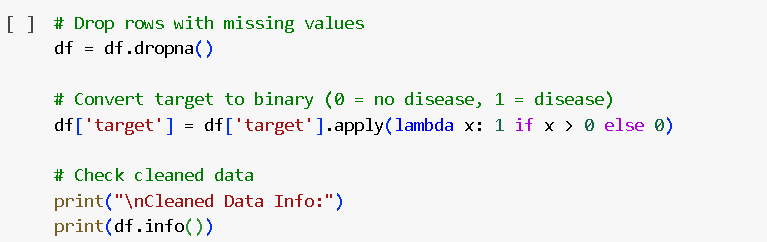 [ ] # Drop rows with missing values
df = df.dropna()
# Convert target to binary (0 = no disease, 1 = disease)
df['target'] = df['target'].apply(lambda x: 1 if x > 0 else 0)
# Check cleaned data
print("\nCleaned Data Info:")
print(df.info())